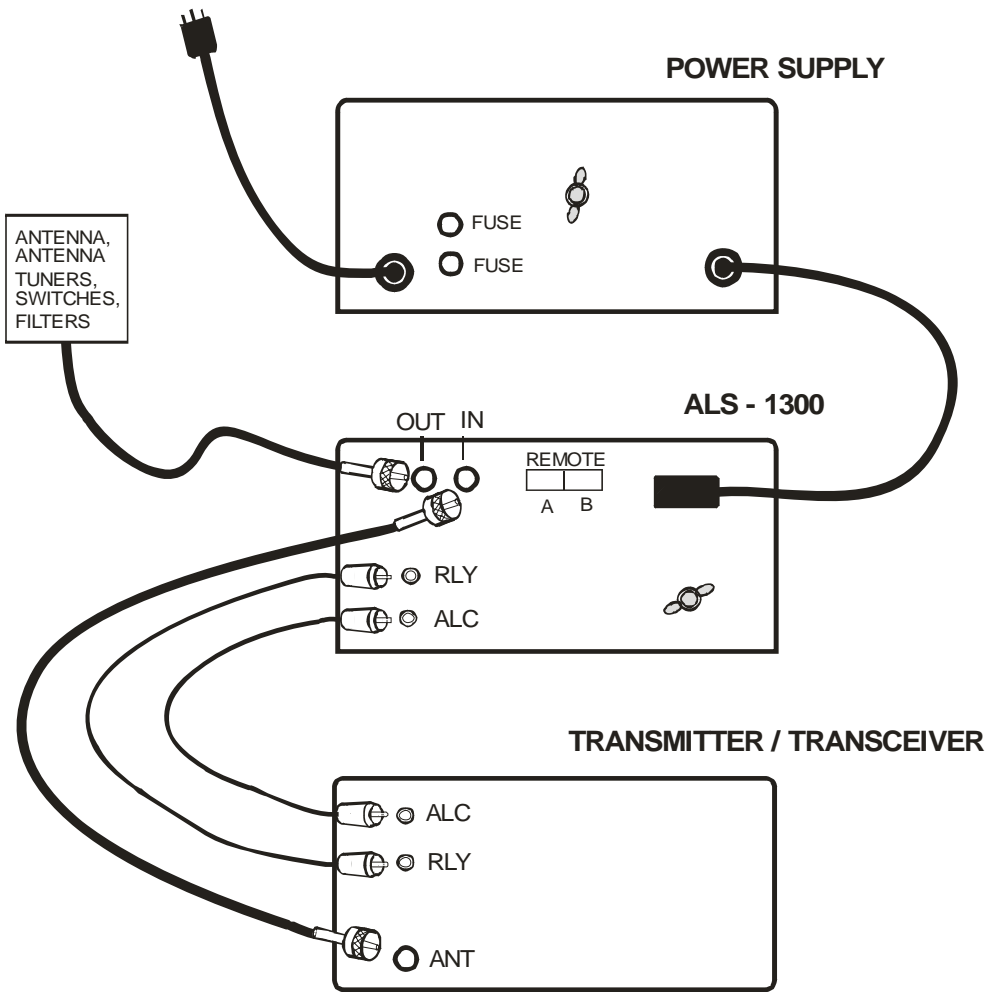 POWER SUPPLY
FUSE
FUSE
ANTENNA,
ANTENNA
TUNERS,
SWITCHES,
FILTERS
ALS - 1300
OUT IN
REMOTE
A B
RLY
ALC
TRANSMITTER / TRANSCEIVER
ALC
RLY
ANT